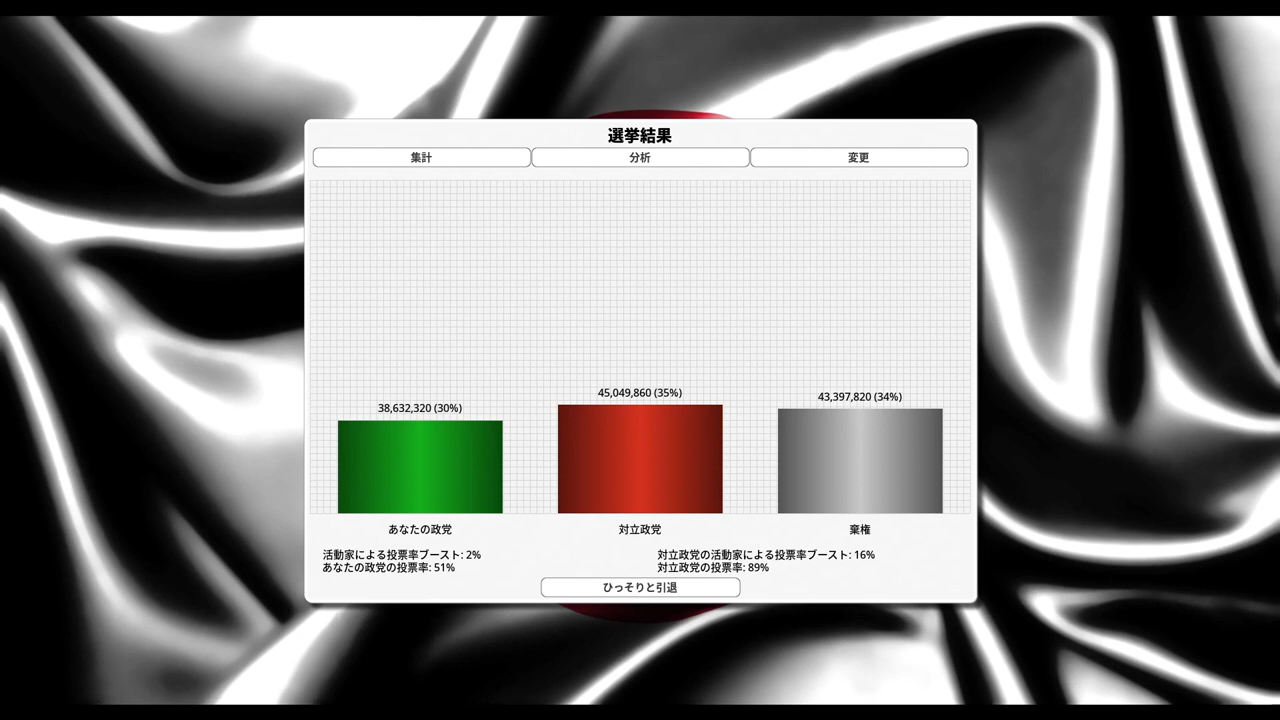 選挙結果
集計
分析
変更
38,632,320 (30%)
45,049,860 (35%)
43,397,820 (34%)
あなたの政党
対立政党
棄権
活動家による投票率ブースト: 2%
あなたの政党の投票率: 51%
対立政党の活動家による投票率ブースト: 16%
対立政党の投票率: 89%
ひっそりと引退